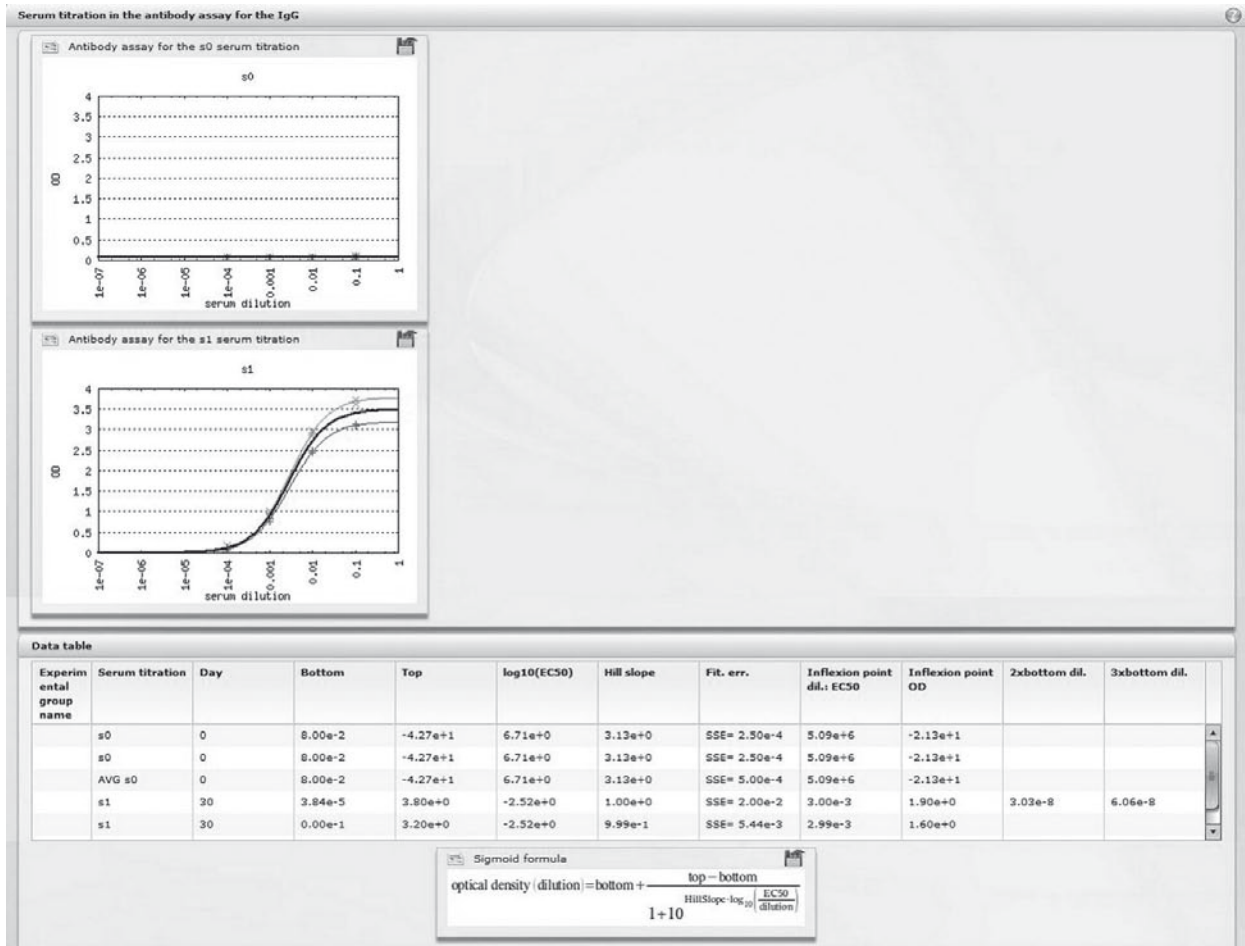 Serum titration in the antibody assay for the IgG
Antibody assay for the s0 serum titration
s0
4
3.5
3
2.5
2
1.5
1
0.5
0
OD
1e-07 1e-06 1e-05 1e-04 0.001 0.01 0.1 1
serum dilution
Antibody assay for the s1 serum titration
s1
4
3.5
3
2.5
2
1.5
1
0.5
0
OD
1e-07 1e-06 1e-05 1e-04 0.001 0.01 0.1 1
serum dilution
Data table
Experim Serum titration Day Bottom Top log10(EC50) Hill slope Fit. err. Inflexion point Inflexion point 2xbottom dil. 3xbottom dil.
ental dil.: EC50 OD
group
name
s0 0 8.00e-2 -4.27e+1 6.71e+0 3.13e+0 SSE= 2.50e-4 5.09e+6 -2.13e+1
s0 0 8.00e-2 -4.27e+1 6.71e+0 3.13e+0 SSE= 2.50e-4 5.09e+6 -2.13e+1
AVG s0 0 8.00e-2 -4.27e+1 6.71e+0 3.13e+0 SSE= 5.00e-4 5.09e+6 -2.13e+1
s1 30 3.84e-5 3.80e+0 -2.52e+0 1.00e+0 SSE= 2.00e-2 3.00e-3 1.90e+0 3.03e-8 6.06e-8
s1 30 0.00e-1 3.20e+0 -2.52e+0 9.99e-1 SSE= 5.44e-3 2.99e-3 1.60e+0
Sigmoid formula
optical density(dilution)=bottom+ top−bottom
1+10 HillSlope·log10(EC50/dilution)